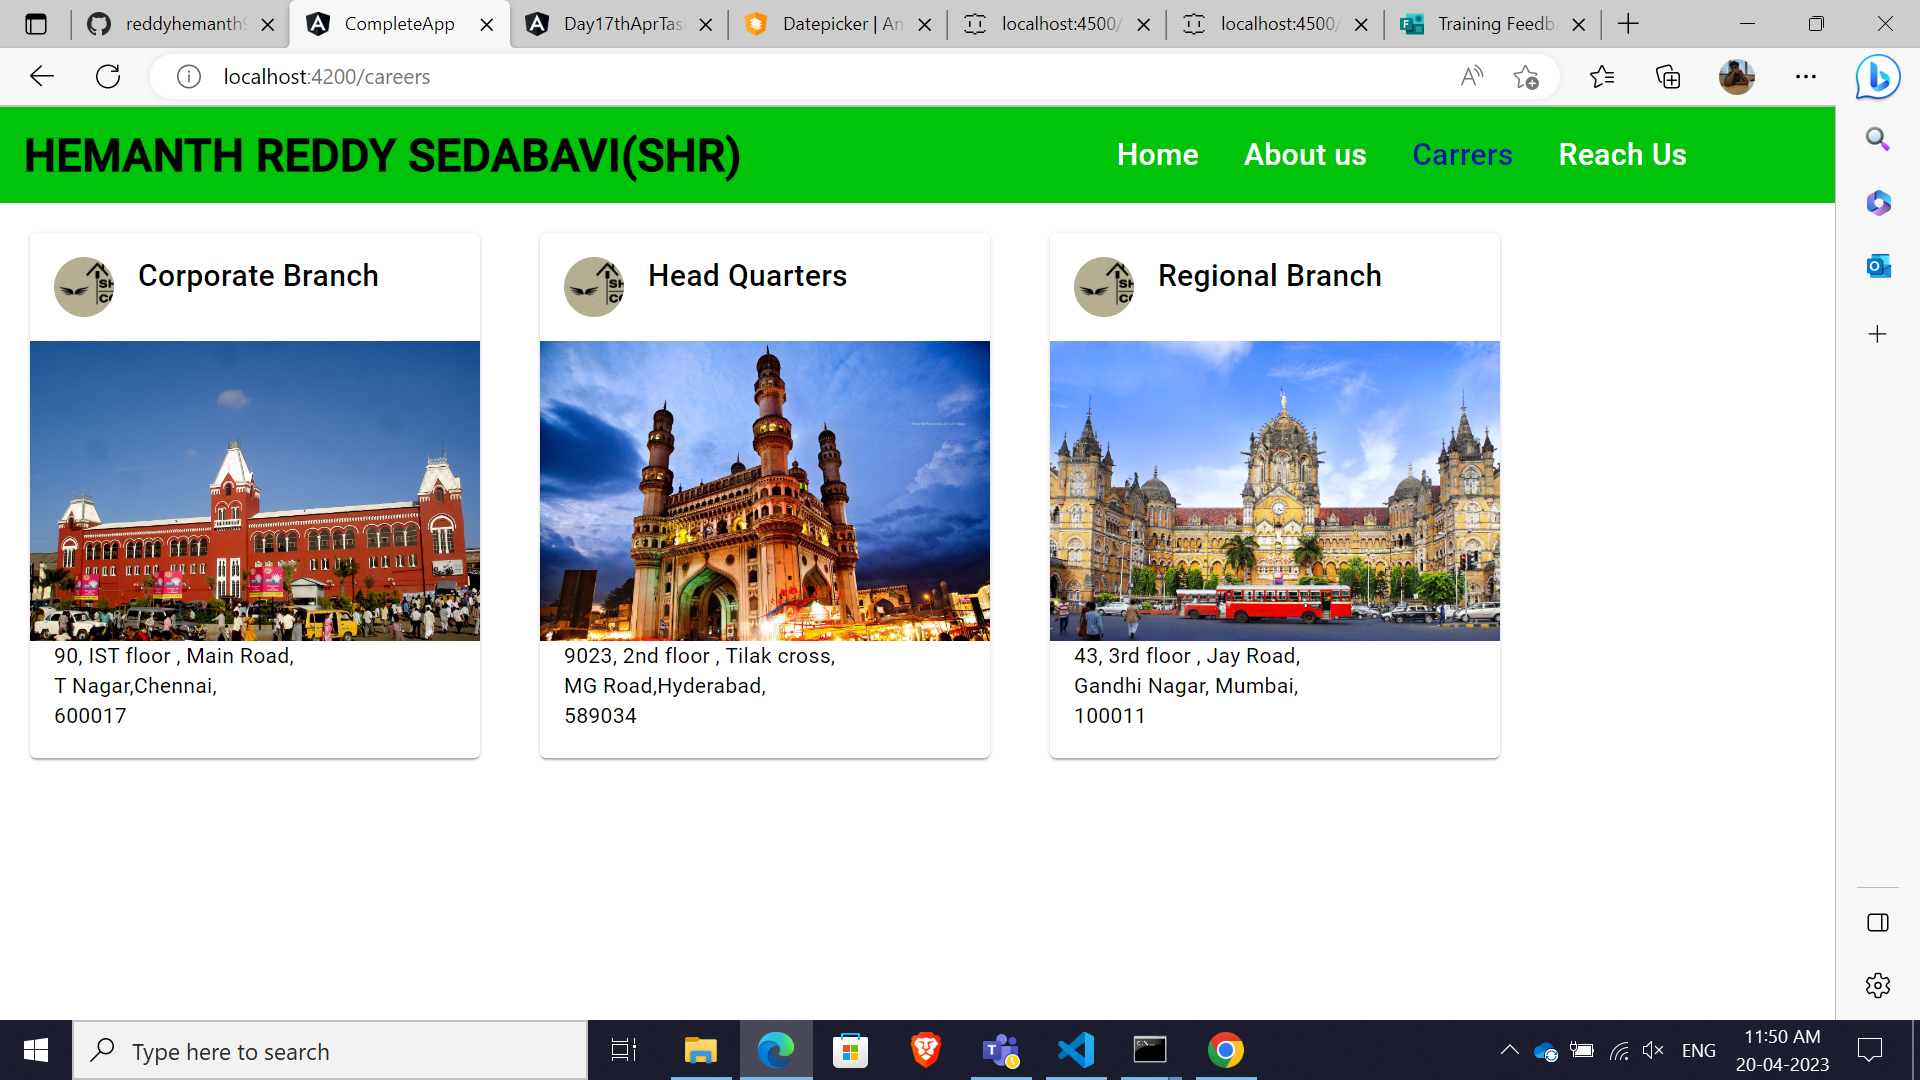 reddyhemanth9
CompleteApp
Day17thAprTas
Datepicker | An
localhost:4500/
localhost:4500/
Training Feedb
localhost:4200/careers
HEMANTH REDDY SEDABAVI(SHR)
Home
About us
Carrers
Reach Us
Corporate Branch
Head Quarters
Regional Branch
90, IST floor , Main Road,
T Nagar,Chennai,
600017
9023, 2nd floor , Tilak cross,
MG Road,Hyderabad,
589034
43, 3rd floor , Jay Road,
Gandhi Nagar, Mumbai,
100011
Type here to search
ENG
11:50 AM
20-04-2023